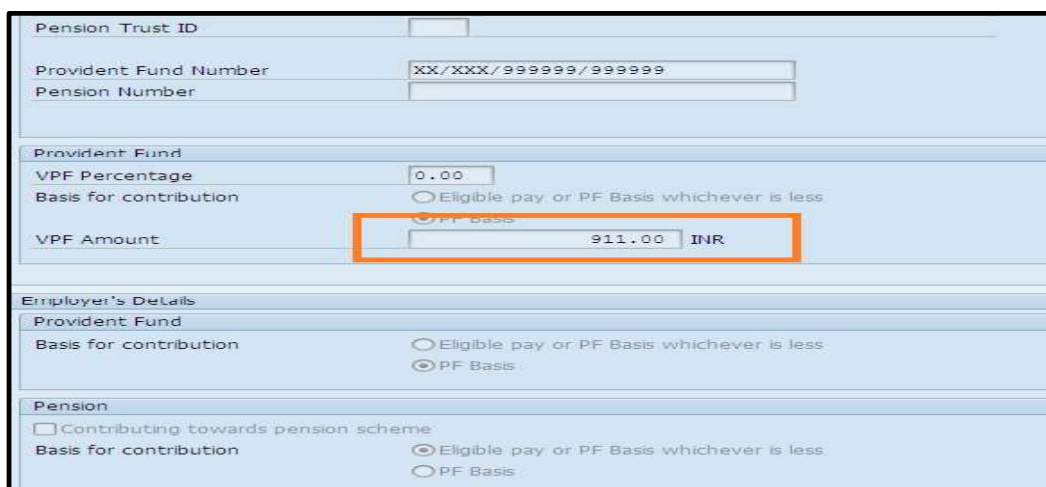 Pension Trust ID
Provident Fund Number XX/XXX/999999/999999
Pension Number
Provident Fund
VPF Percentage 0.00
Basis for contribution Eligible pay or PF Basis whichever is less
PF Basis
VPF Amount 911.00 INR
Employer's Details
Provident Fund
Basis for contribution Eligible pay or PF Basis whichever is less
PF Basis
Pension
Contributing towards pension scheme
Basis for contribution Eligible pay or PF Basis whichever is less
PF Basis